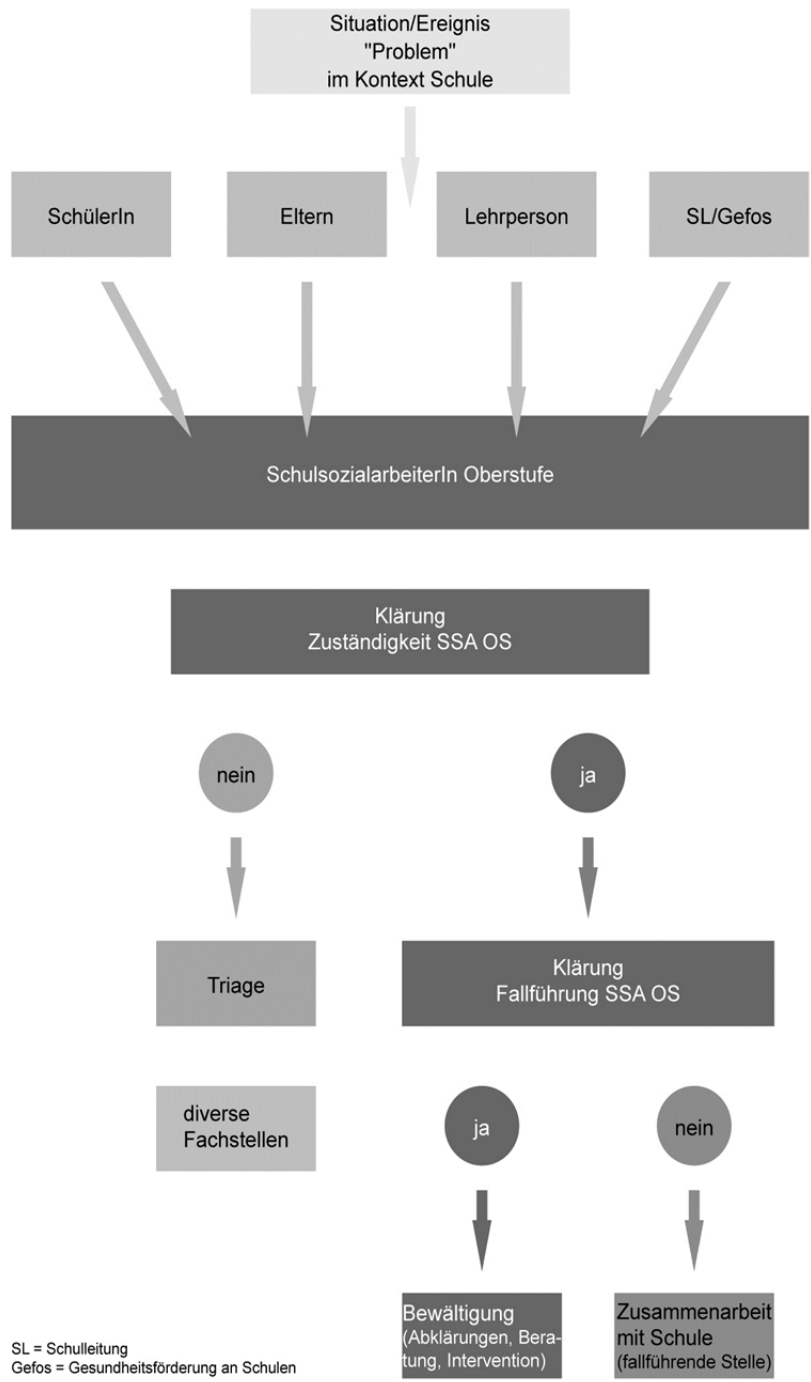 Situation/Ereignis
"Problem"
im Kontext Schule
SchülerIn
Eltern
Lehrperson
SL/Gefos
SchulsozialarbeiterIn Oberstufe
Klärung
Zuständigkeit SSA OS
nein
ja
Triage
Klärung
Fallführung SSA OS
diverse
Fachstellen
ja
nein
Bewältigung
(Abklärungen, Bera-
tung, Intervention)
Zusammenarbeit
mit Schule
(fallführende Stelle)
SL = Schulleitung
Gefos = Gesundheitsförderung an Schulen